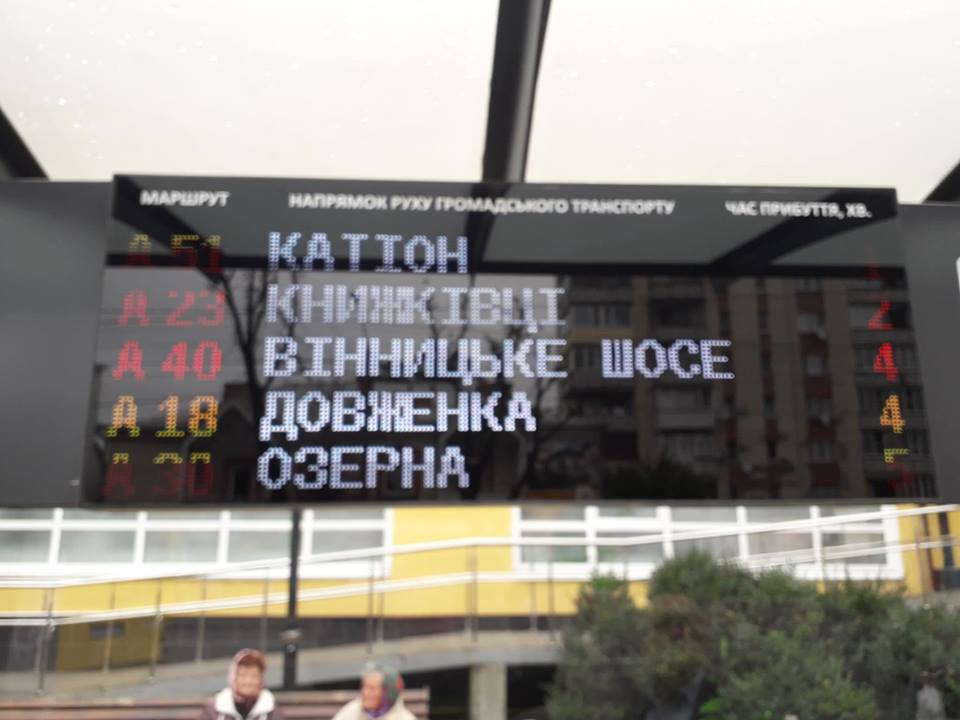 МАРШРУТ НАПРЯМОК РУХУ ГРОМАДСЬКОГО ТРАНСПОРТУ ЧАС ПРИБУТТЯ, ХВ.
А 51 КАТІОН
А 23 КНИЖКІВЦІ 2
А 40 ВІННИЦЬКЕ ШОСЕ 4
А 18 ДОВЖЕНКА 4
А 30 ОЗЕРНА 5